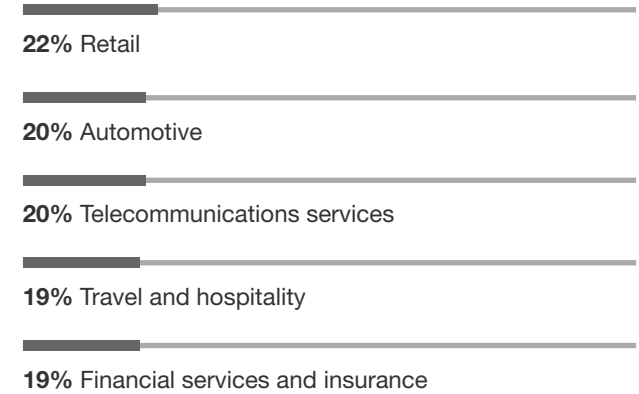 22% Retail
20% Automotive
20% Telecommunications services
19% Travel and hospitality
19% Financial services and insurance